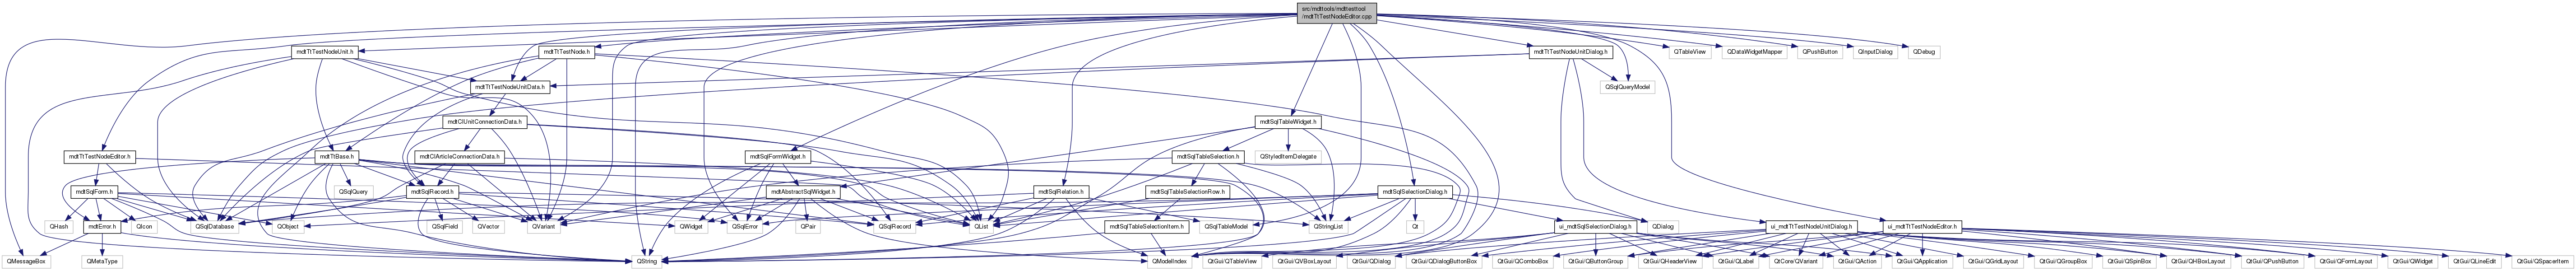 src/mdttools/mdttesttool
/mdtTtTestNodeEditor.cpp
mdtTtTestNodeUnit.h
mdtTtTestNode.h
mdtTtTestNodeUnitDialog.h
QTableView
QDataWidgetMapper
QPushButton
QInputDialog
QDebug
mdtTtTestNodeUnitData.h
QSqlQueryModel
mdtClUnitConnectionData.h
mdtSqlTableWidget.h
mdtTtTestNodeEditor.h
mdtTtBase.h
mdtClArticleConnectionData.h
mdtSqlFormWidget.h
mdtSqlTableSelection.h
QStyledItemDelegate
mdtSqlForm.h
QSqlQuery
mdtSqlRecord.h
mdtAbstractSqlWidget.h
mdtSqlRelation.h
mdtSqlTableSelectionRow.h
mdtSqlSelectionDialog.h
QHash
mdtError.h
QIcon
QSqlDatabase
QObject
QSqlField
QVector
QVariant
QWidget
QSqlError
QPair
QSqlRecord
QList
QSqlTableModel
mdtSqlTableSelectionItem.h
QStringList
Qt
ui_mdtSqlSelectionDialog.h
QDialog
ui_mdtTtTestNodeUnitDialog.h
ui_mdtTtTestNodeEditor.h
QMessageBox
QMetaType
QString
QModelIndex
QtGui/QTableView
QtGui/QVBoxLayout
QtGui/QDialog
QtGui/QDialogButtonBox
QtGui/QComboBox
QtGui/QButtonGroup
QtGui/QHeaderView
QtGui/QLabel
QtCore/QVariant
QtGui/QAction
QtGui/QApplication
QtGui/QGridLayout
QtGui/QGroupBox
QtGui/QSpinBox
QtGui/QHBoxLayout
QtGui/QPushButton
QtGui/QFormLayout
QtGui/QWidget
QtGui/QLineEdit
QtGui/QSpacerItem